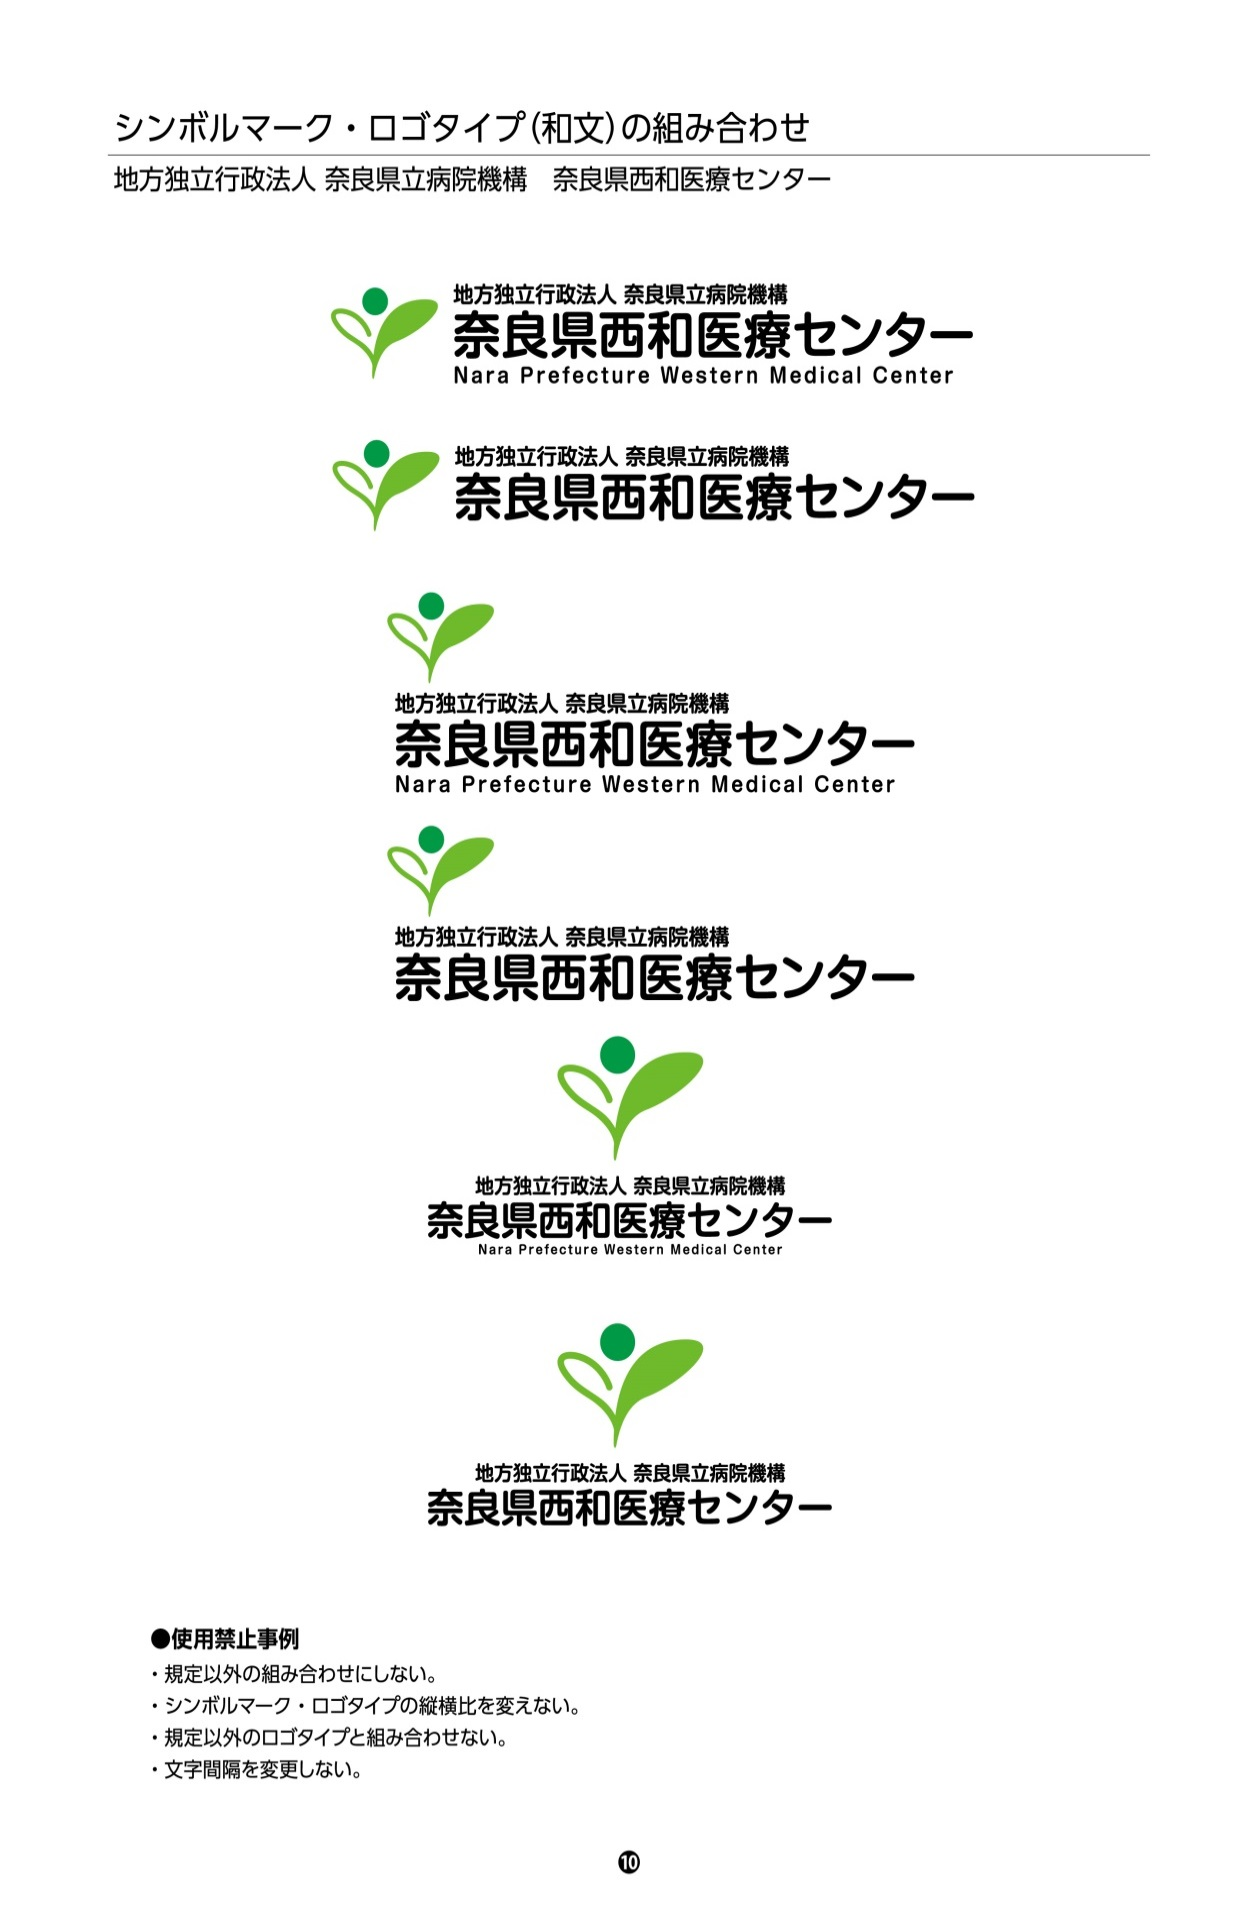 シンボルマーク・ロゴタイプ(和文)の組み合わせ
地方独立行政法人 奈良県立病院機構　奈良県西和医療センター
地方独立行政法人 奈良県立病院機構
奈良県西和医療センター
Nara Prefecture Western Medical Center
地方独立行政法人 奈良県立病院機構
奈良県西和医療センター
地方独立行政法人 奈良県立病院機構
奈良県西和医療センター
Nara Prefecture Western Medical Center
地方独立行政法人 奈良県立病院機構
奈良県西和医療センター
地方独立行政法人 奈良県立病院機構
奈良県西和医療センター
Nara Prefecture Western Medical Center
地方独立行政法人 奈良県立病院機構
奈良県西和医療センター
●使用禁止事例
・規定以外の組み合わせにしない。
・シンボルマーク・ロゴタイプの縦横比を変えない。
・規定以外のロゴタイプと組み合わせない。
・文字間隔を変更しない。
10